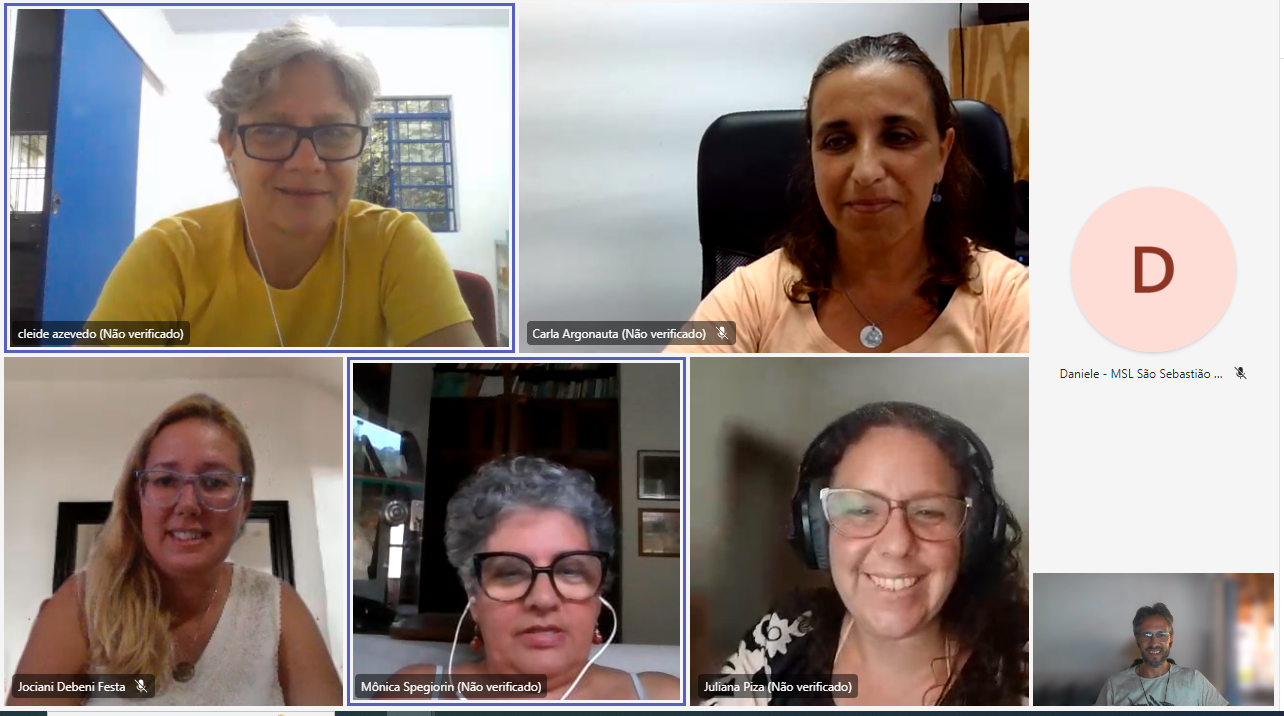 cleide azevedo (Não verificado)
Carla Argonauta (Não verificado)
D
Daniele - MSL São Sebastião ...
Jociani Debeni Festa
Mônica Spegiorin (Não verificado)
Juliana Piza (Não verificado)